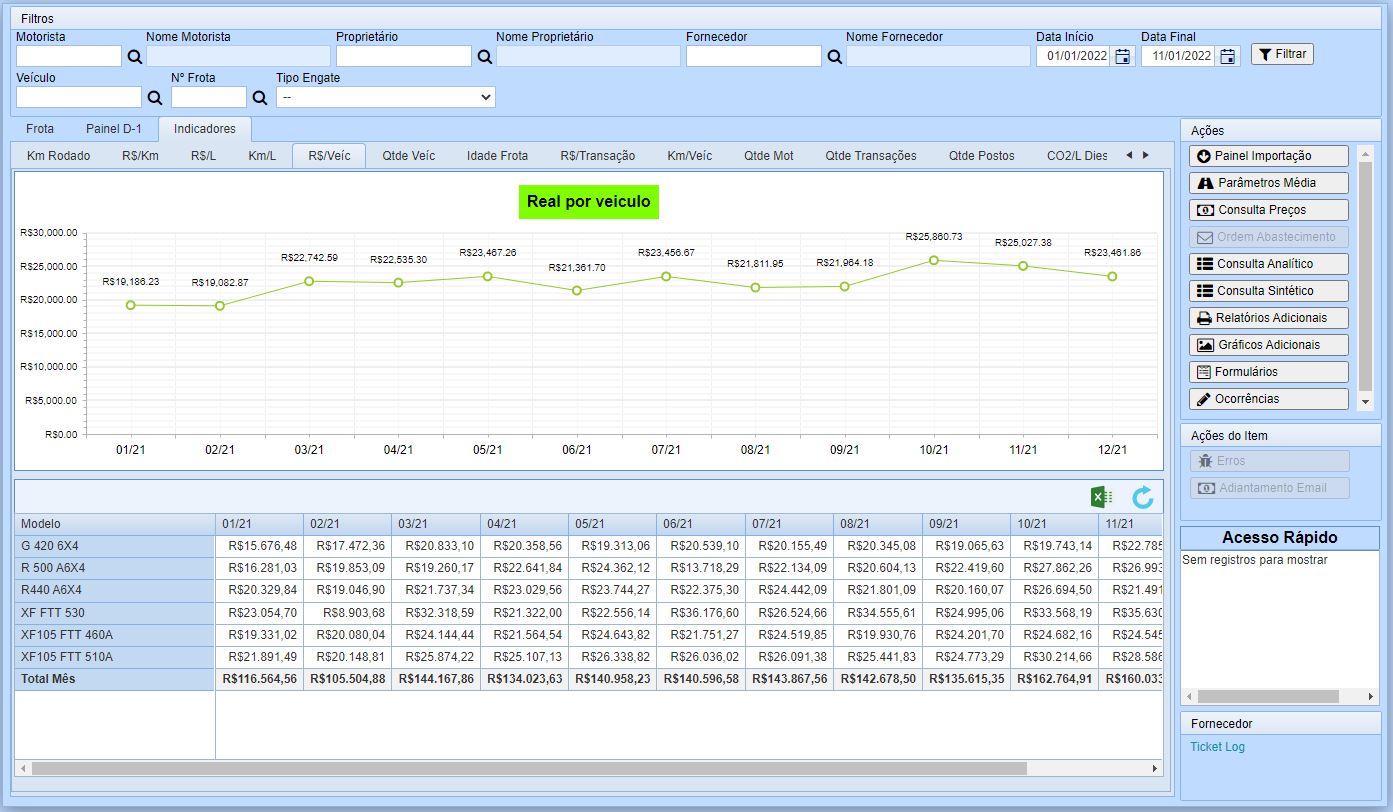 Filtros
Motorista Nome Motorista Proprietário Nome Proprietário Fornecedor Nome Fornecedor Data Início Data Final
01/01/2022 11/01/2022 Filtrar
Veículo Nº Frota Tipo Engate
--
Frota Painel D-1 Indicadores
Km Rodado R$/Km R$/L Km/L R$/Veíc Qtde Veíc Idade Frota R$/Transação Km/Veíc Qtde Mot Qtde Transações Qtde Postos CO2/L Dies
Real por veiculo
R$30,000.00
R$25,000.00
R$20,000.00
R$15,000.00
R$10,000.00
R$5,000.00
R$0.00
R$19,186.23 R$19,082.87 R$22,742.59 R$22,535.30 R$23,467.26 R$21,361.70 R$23,456.67 R$21,811.95 R$21,964.18 R$25,860.73 R$25,027.38 R$23,461.86
01/21 02/21 03/21 04/21 05/21 06/21 07/21 08/21 09/21 10/21 11/21 12/21
Modelo 01/21 02/21 03/21 04/21 05/21 06/21 07/21 08/21 09/21 10/21 11/21
G 420 6X4 R$15.676,48 R$17.472,36 R$20.833,10 R$20.358,56 R$19.313,06 R$20.539,10 R$20.155,49 R$20.345,08 R$19.065,63 R$19.743,14 R$22.785
R 500 A6X4 R$16.281,03 R$19.853,09 R$19.260,17 R$22.641,84 R$24.362,12 R$13.718,29 R$22.134,09 R$20.604,13 R$22.419,60 R$27.862,26 R$26.993
R440 A6X4 R$20.329,84 R$19.046,90 R$21.737,34 R$23.029,56 R$23.744,27 R$22.375,30 R$24.442,09 R$21.801,09 R$20.160,07 R$26.694,50 R$21.491
XF FTT 530 R$23.054,70 R$8.903,68 R$32.318,59 R$21.322,00 R$22.556,14 R$36.176,60 R$26.524,66 R$34.555,61 R$24.995,06 R$33.568,19 R$35.630
XF105 FTT 460A R$19.331,02 R$20.080,04 R$24.144,44 R$21.564,54 R$24.643,82 R$21.751,27 R$24.519,85 R$19.930,76 R$24.201,70 R$24.682,16 R$24.545
XF105 FTT 510A R$21.891,49 R$20.148,81 R$25.874,22 R$25.107,13 R$26.338,82 R$26.036,02 R$26.091,38 R$25.441,83 R$24.773,29 R$30.214,66 R$28.586
Total Mês R$116.564,56 R$105.504,88 R$144.167,86 R$134.023,63 R$140.958,23 R$140.596,58 R$143.867,56 R$142.678,50 R$135.615,35 R$162.764,91 R$160.033
Ações
Painel Importação
Parâmetros Média
Consulta Preços
Ordem Abastecimento
Consulta Analítico
Consulta Sintético
Relatórios Adicionais
Gráficos Adicionais
Formulários
Ocorrências
Ações do Item
Erros
Adiantamento Email
Acesso Rápido
Sem registros para mostrar
Fornecedor
Ticket Log